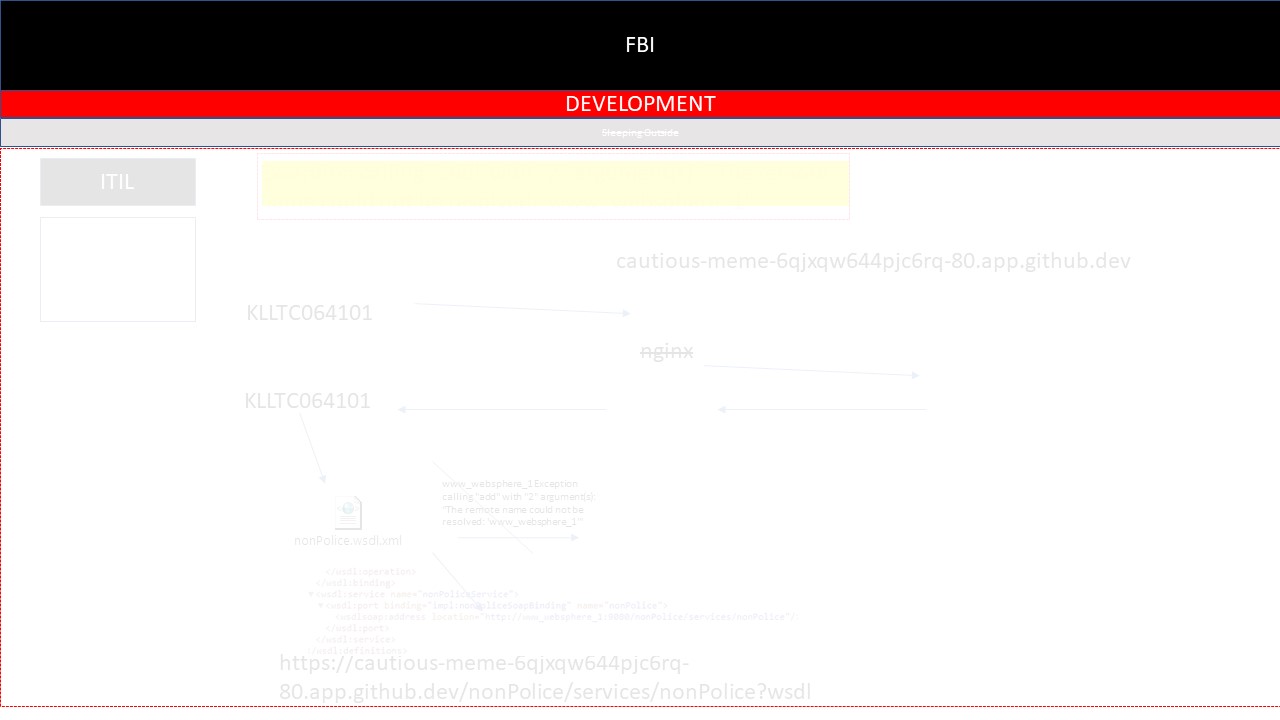 FBI
DEVELOPMENT
Sleeping Outside
ITIL
cautious-meme-6qjxqw644pjc6rq-80.app.github.dev
KLLTC064101
nginx
KLLTC064101
www_websphere_1Exception
calling "add" with "2" argument(s):
"The remote name could not be
resolved: 'www_websphere_1'"
nonPolice.wsdl.xml
</wsdl:operation>
</wsdl:binding>
▼<wsdl:service name="nonPoliceService">
▼<wsdl:port binding="impl:nonPoliceSoapBinding" name="nonPolice">
<wsdlsoap:address location="http://www_websphere_1:9080/nonPolice/services/nonPolice"/>
</wsdl:port>
</wsdl:service>
</wsdl:definitions>
https://cautious-meme-6qjxqw644pjc6rq-
80.app.github.dev/nonPolice/services/nonPolice?wsdl